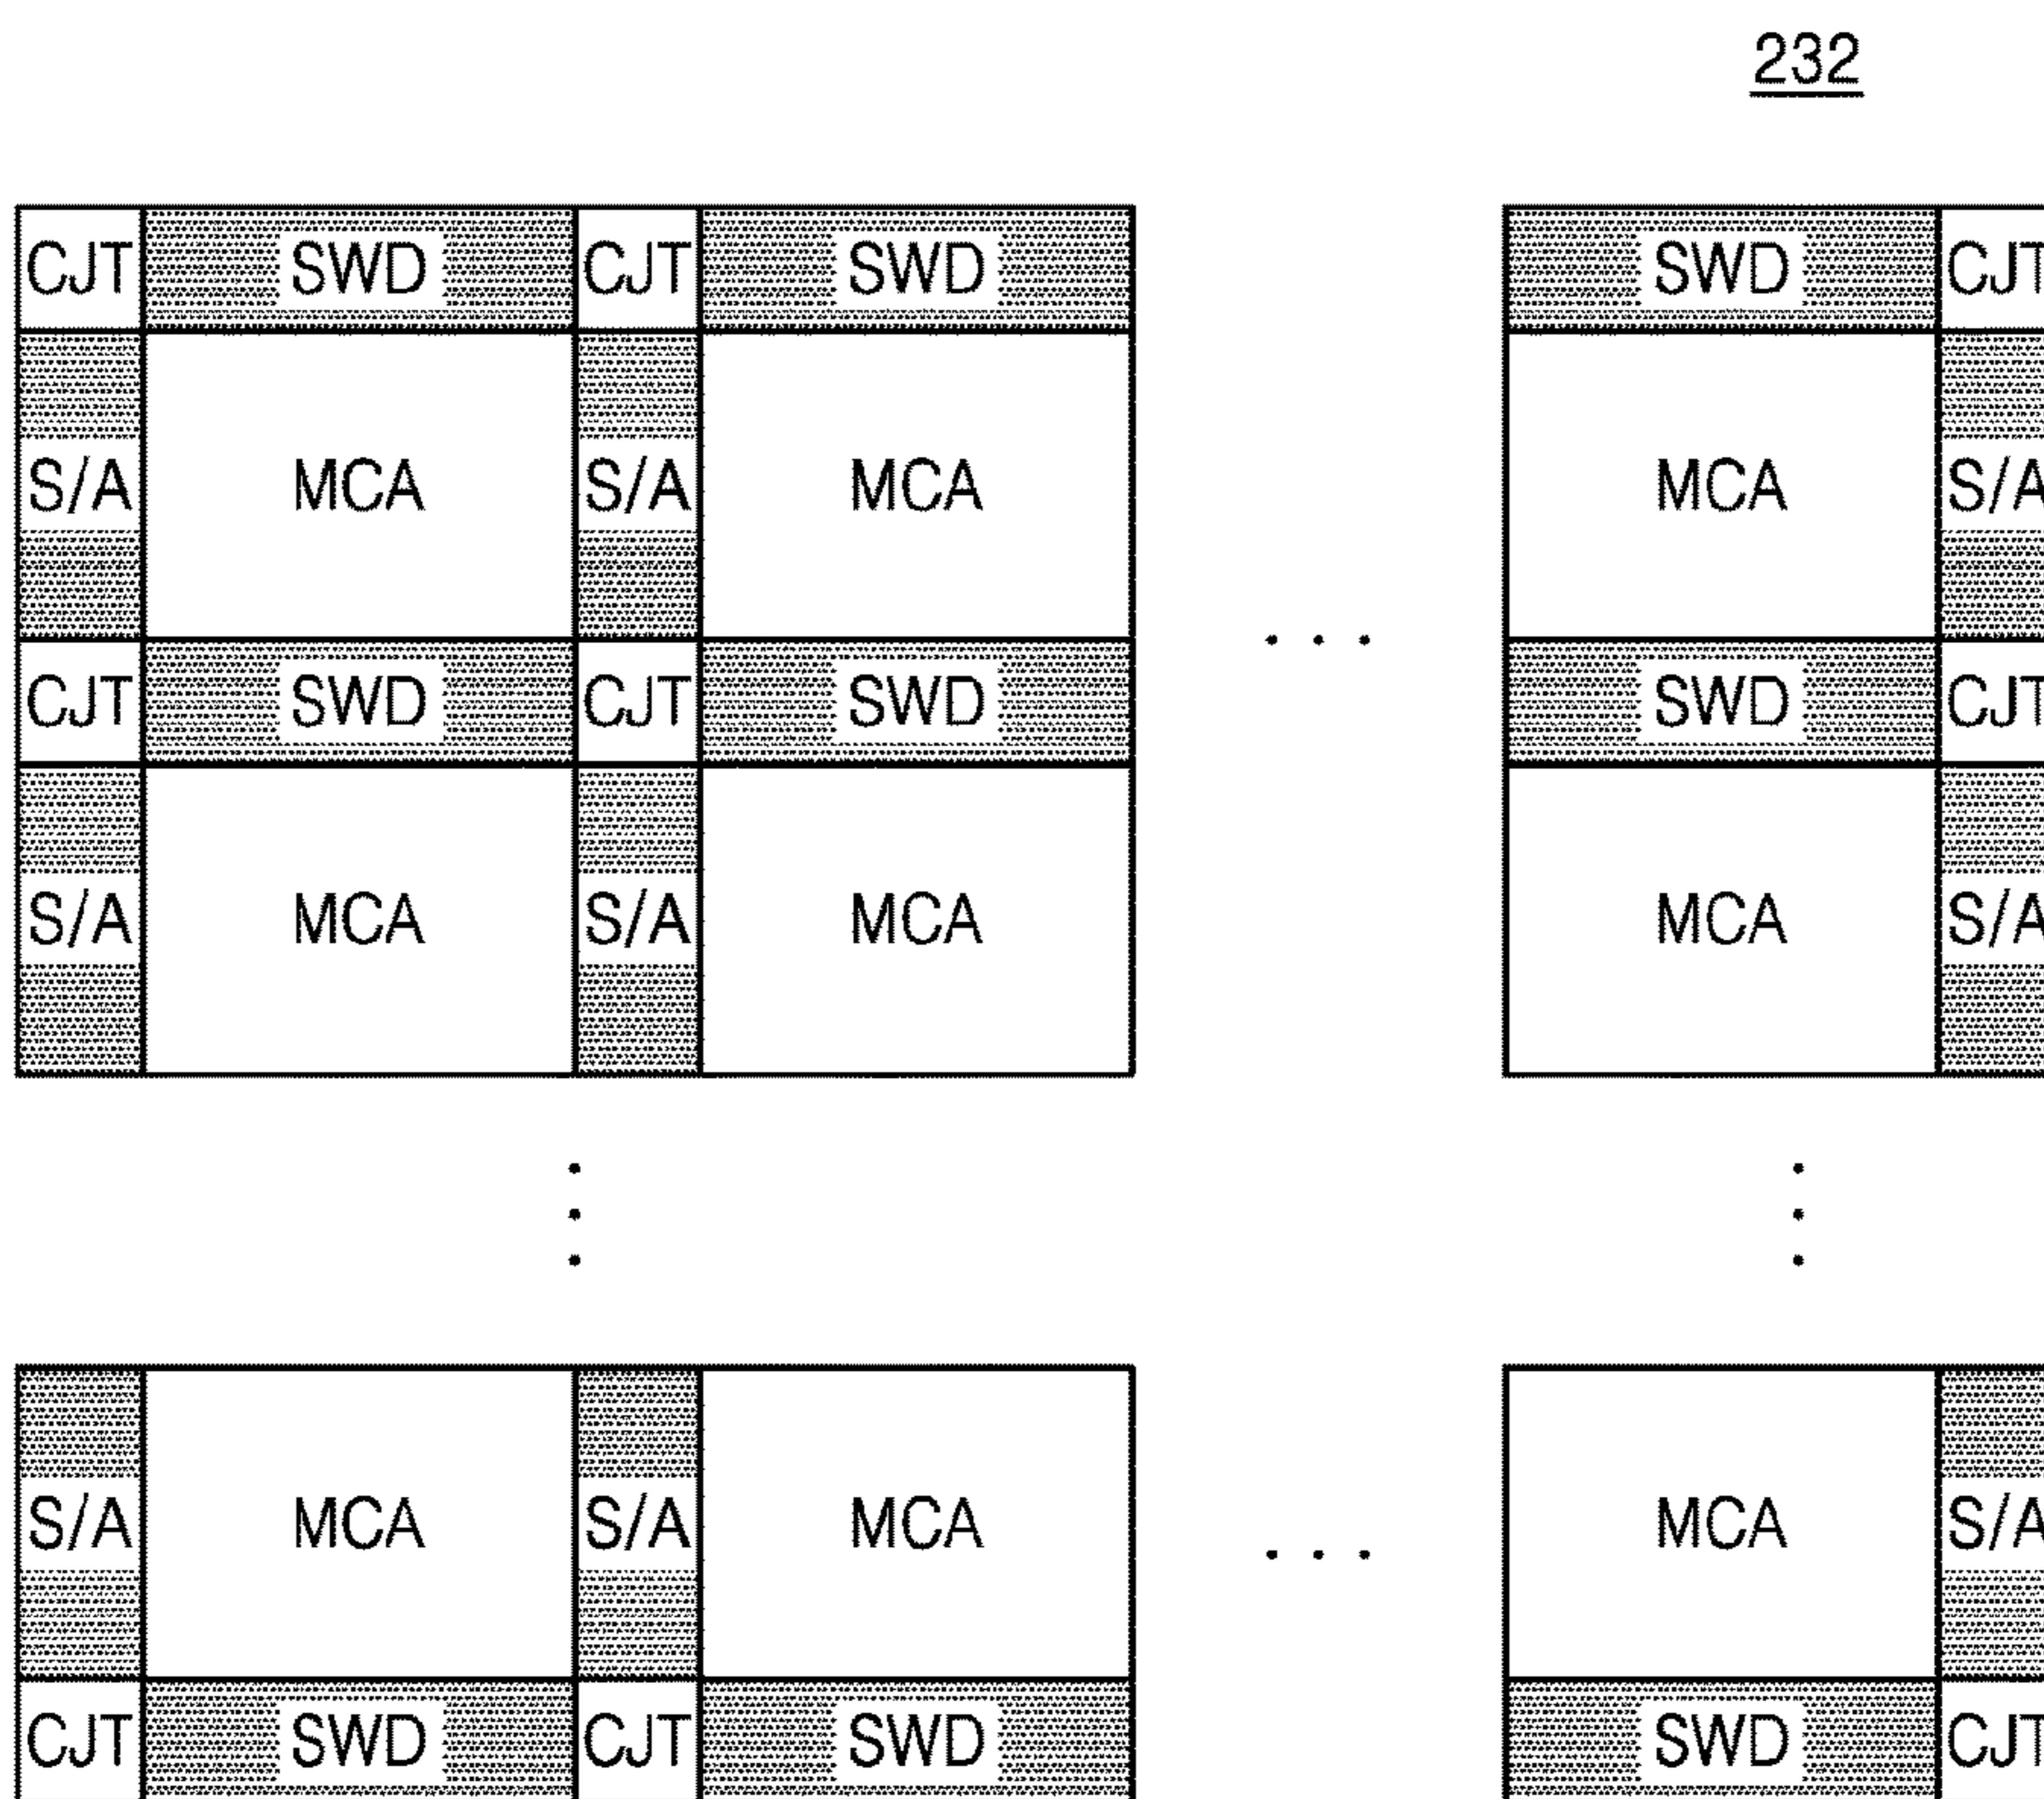 232
CJT SWD CJT SWD SWD CJT
S/A MCA S/A MCA MCA S/A
CJT SWD CJT SWD . . . SWD CJT
S/A MCA S/A MCA MCA S/A
S/A MCA S/A MCA . . . MCA S/A
CJT SWD CJT SWD SWD CJT